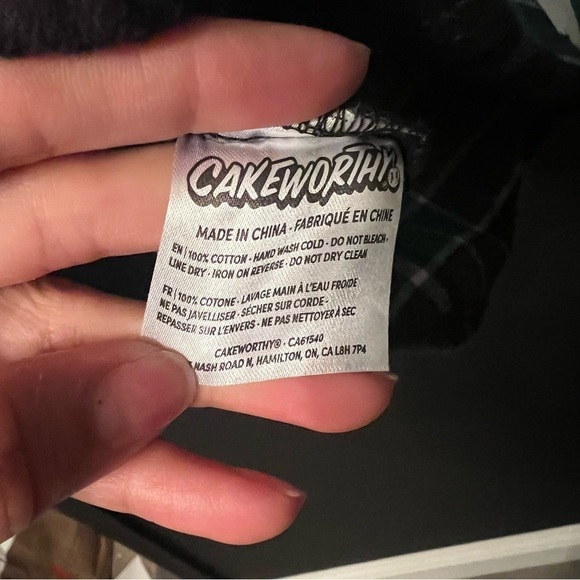 CAKEWORTHY
MADE IN CHINA · FABRIQUÉ EN CHINE
EN | 100% COTTON · HAND WASH COLD · DO NOT BLEACH ·
LINE DRY · IRON ON REVERSE · DO NOT DRY CLEAN
FR | 100% COTONE · LAVAGE MAIN À L'EAU FROIDE
NE PAS JAVELLISER · SÉCHER SUR CORDE ·
REPASSER SUR L'ENVERS · NE PAS NETTOYER À SEC
CAKEWORTHY® · CA61540
NASH ROAD N, HAMILTON, ON, CA L8H 7P4